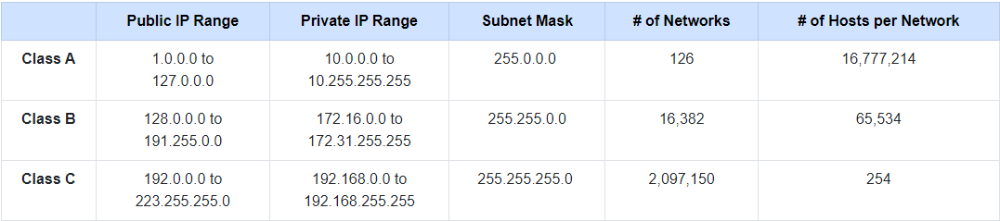 Public IP Range Private IP Range Subnet Mask # of Networks # of Hosts per Network
Class A 1.0.0.0 to 10.0.0.0 to 255.0.0.0 126 16,777,214
127.0.0.0 10.255.255.255
Class B 128.0.0.0 to 172.16.0.0 to 255.255.0.0 16,382 65,534
191.255.0.0 172.31.255.255
Class C 192.0.0.0 to 192.168.0.0 to 255.255.255.0 2,097,150 254
223.255.255.0 192.168.255.255